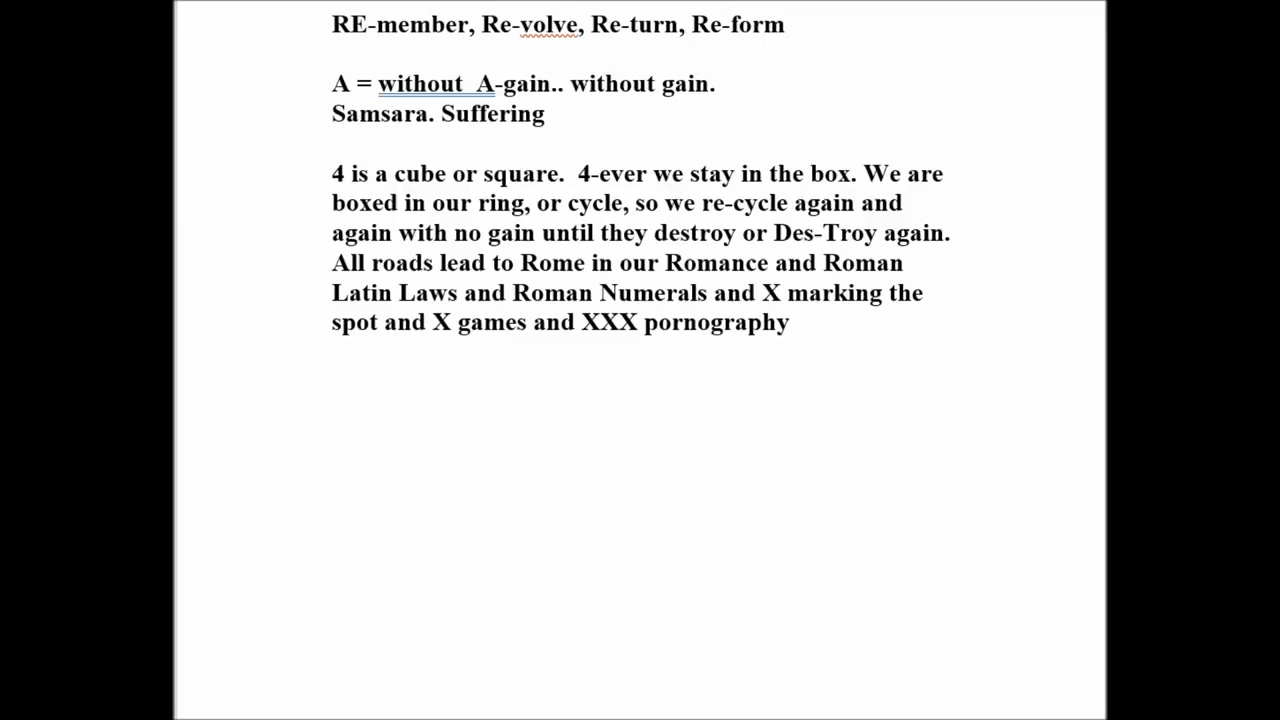 RE-member, Re-volve, Re-turn, Re-form
A = without  A-gain.. without gain.
Samsara. Suffering
4 is a cube or square.  4-ever we stay in the box. We are
boxed in our ring, or cycle, so we re-cycle again and
again with no gain until they destroy or Des-Troy again.
All roads lead to Rome in our Romance and Roman
Latin Laws and Roman Numerals and X marking the
spot and X games and XXX pornography